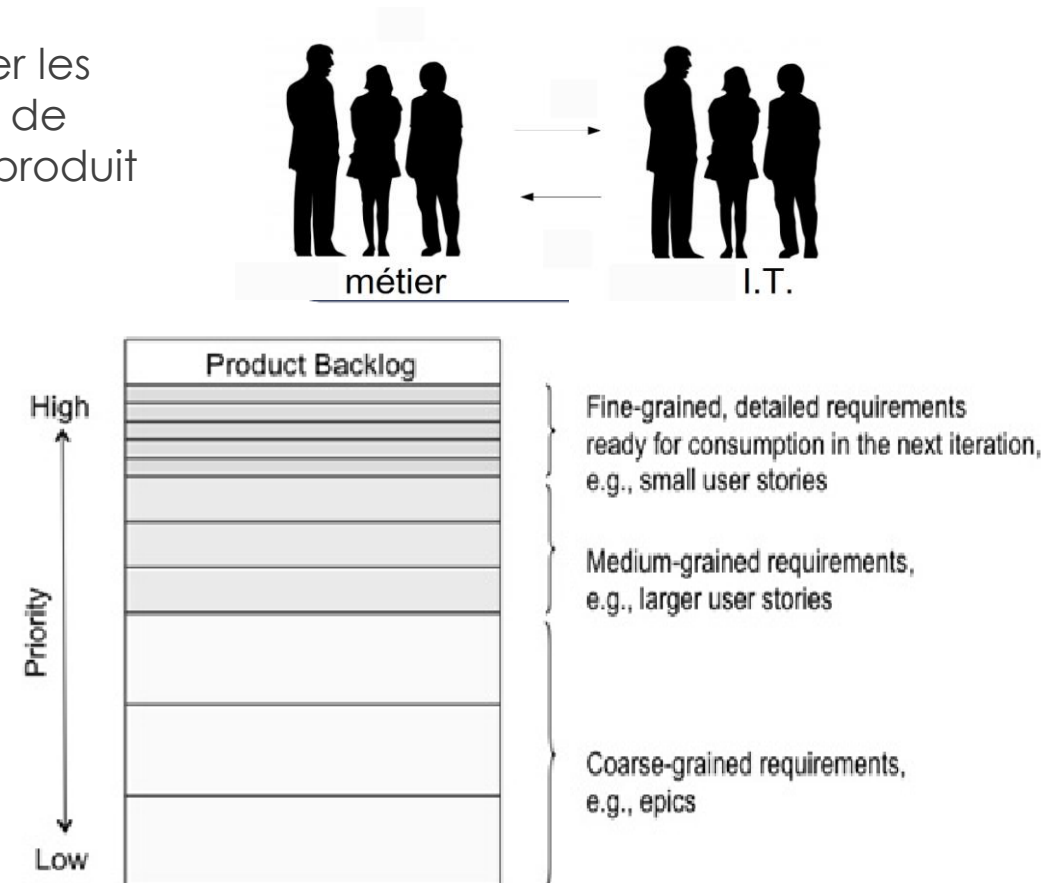 er les
de
produit
métier
I.T.
Product Backlog
High
Priority
Low
Fine-grained, detailed requirements
ready for consumption in the next iteration,
e.g., small user stories
Medium-grained requirements,
e.g., larger user stories
Coarse-grained requirements,
e.g., epics